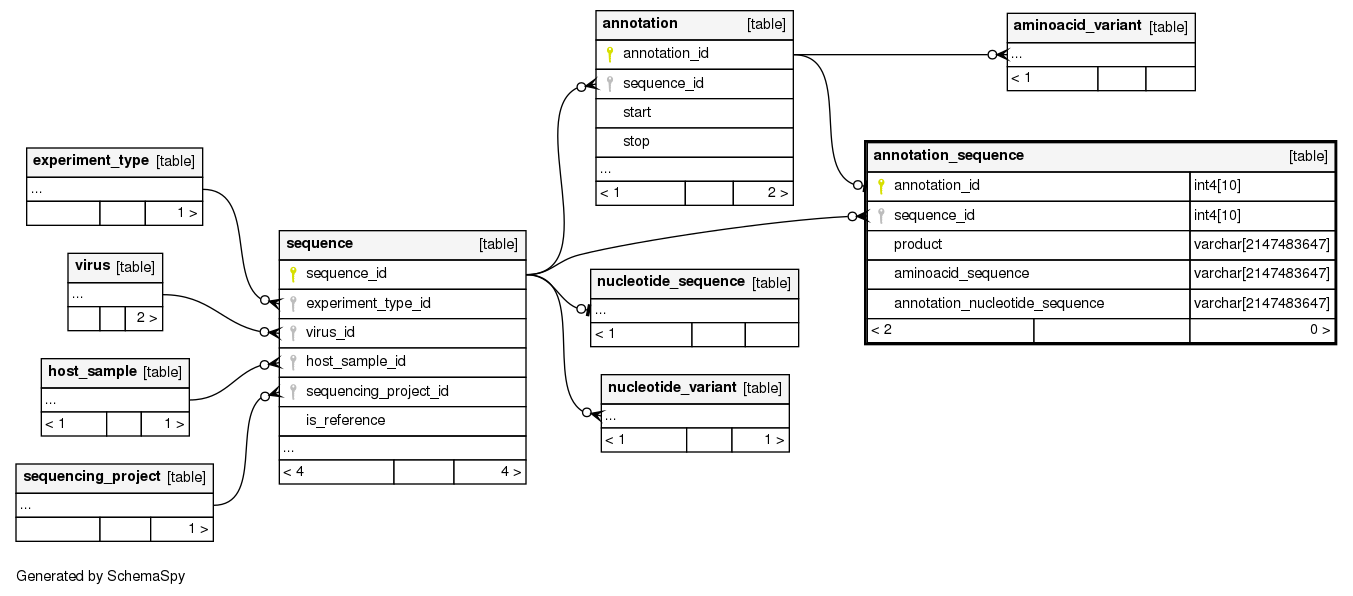 annotation [table]
annotation_id
sequence_id
start
stop
...
< 1 2 >
aminoacid_variant [table]
...
< 1
annotation_sequence [table]
annotation_id int4[10]
sequence_id int4[10]
product varchar[2147483647]
aminoacid_sequence varchar[2147483647]
annotation_nucleotide_sequence varchar[2147483647]
< 2 0 >
experiment_type [table]
...
1 >
virus [table]
...
2 >
host_sample [table]
...
< 1 1 >
sequencing_project [table]
...
1 >
sequence [table]
sequence_id
experiment_type_id
virus_id
host_sample_id
sequencing_project_id
is_reference
...
< 4 4 >
nucleotide_sequence [table]
...
< 1
nucleotide_variant [table]
...
< 1 1 >
Generated by SchemaSpy